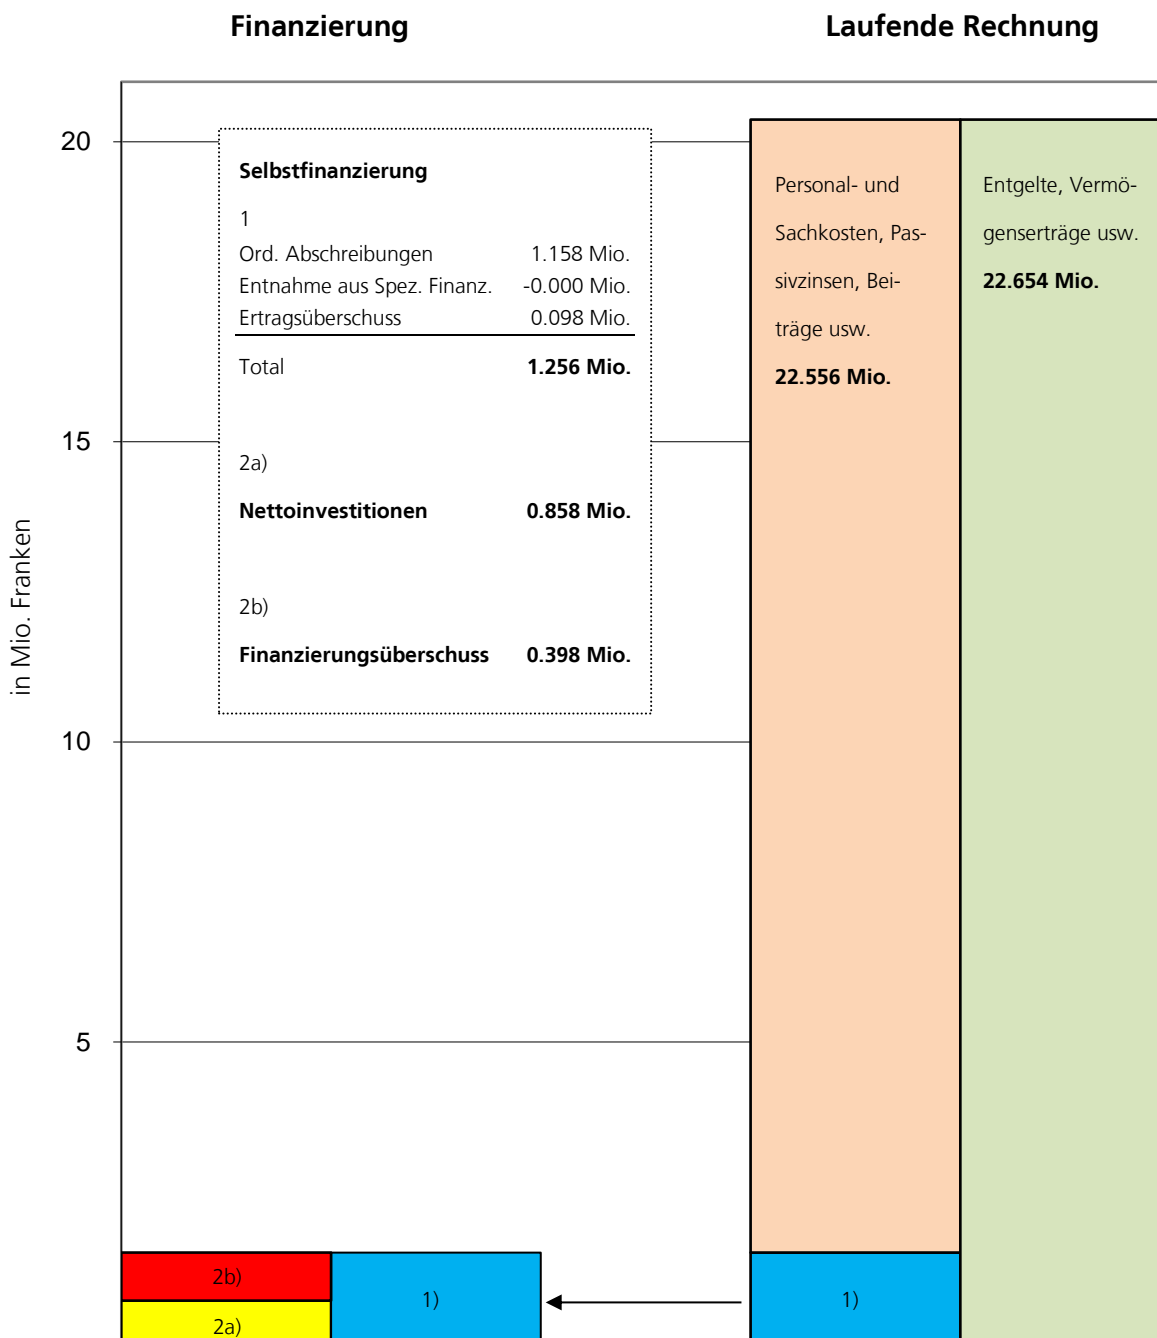 Finanzierung
Laufende Rechnung
in Mio. Franken
20
15
10
5
Selbstfinanzierung
1
Ord. Abschreibungen 1.158 Mio.
Entnahme aus Spez. Finanz. -0.000 Mio.
Ertragsüberschuss 0.098 Mio.
Total 1.256 Mio.
2a)
Nettoinvestitionen 0.858 Mio.
2b)
Finanzierungsüberschuss 0.398 Mio.
Personal- und
Sachkosten, Pas-
sivzinsen, Bei-
träge usw.
22.556 Mio.
Entgelte, Vermö-
genserträge usw.
22.654 Mio.
2b)
2a)
1)
1)